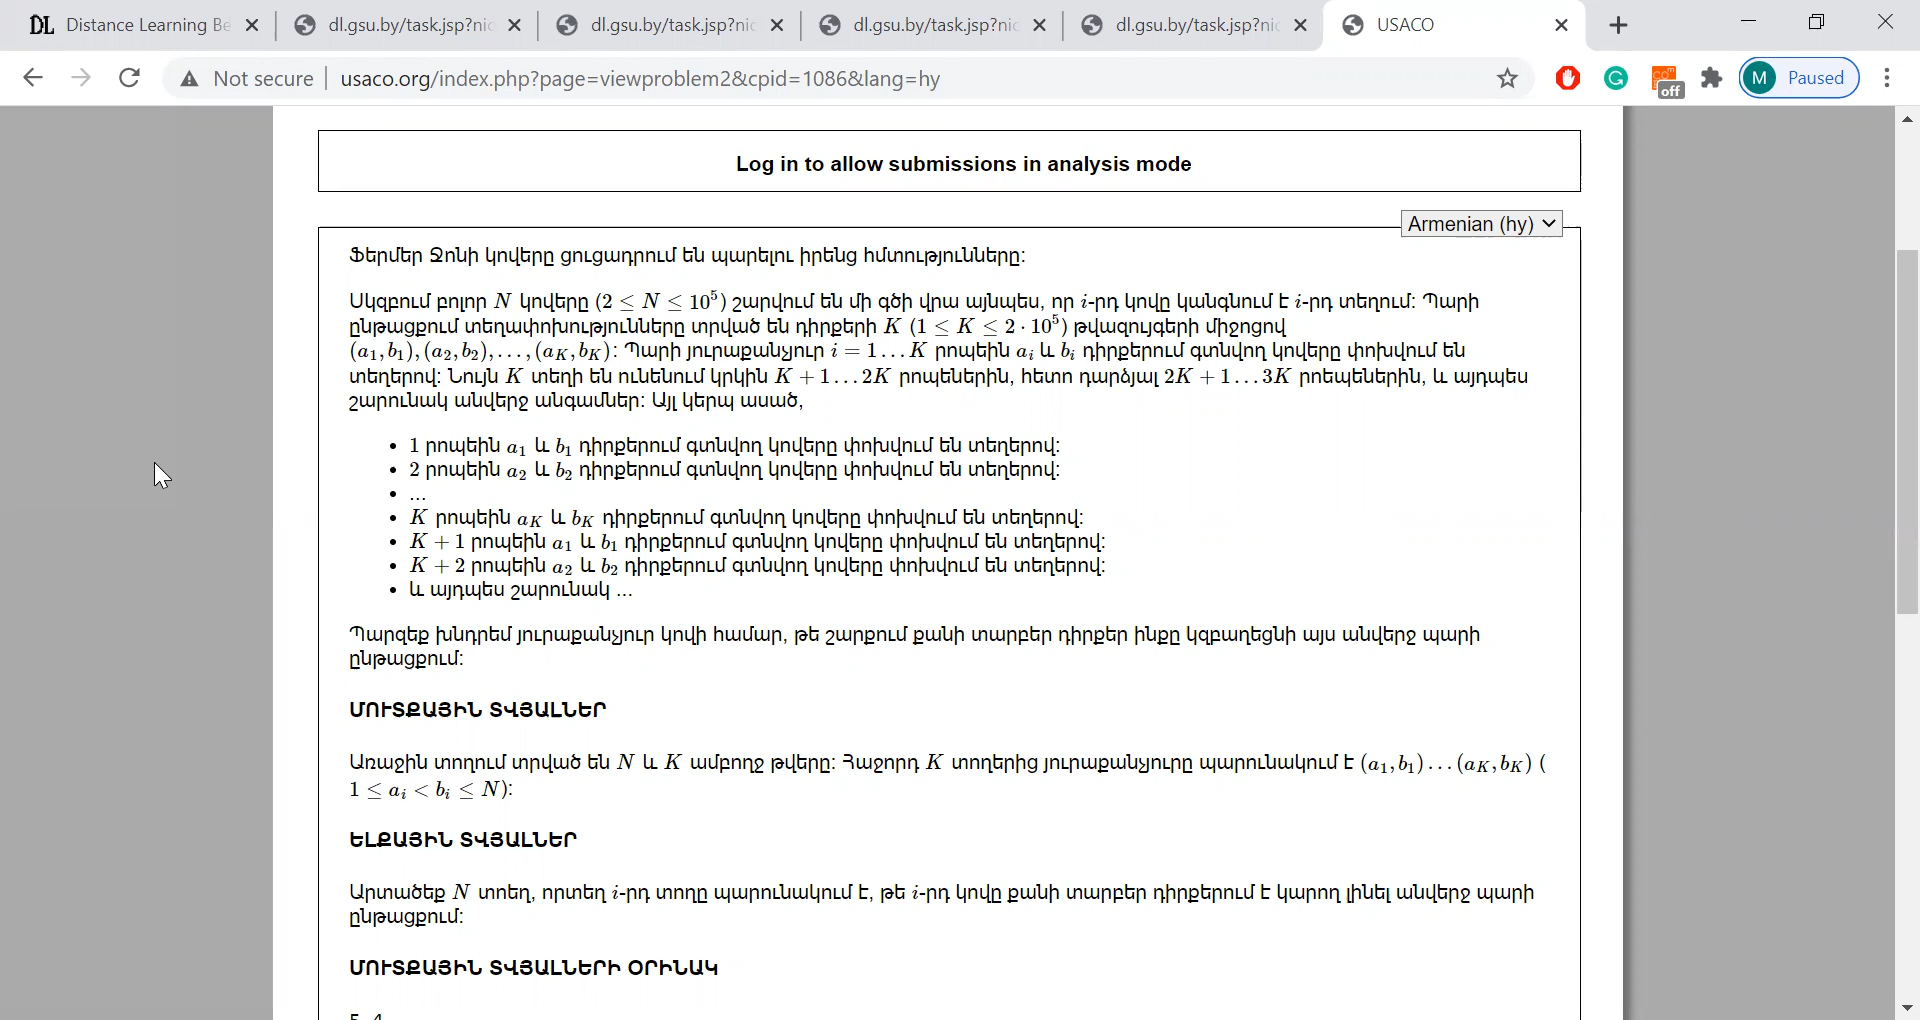 DL Distance Learning Be
dl.gsu.by/task.jsp?nic
dl.gsu.by/task.jsp?nic
dl.gsu.by/task.jsp?nic
dl.gsu.by/task.jsp?nic
USACO
Not secure | usaco.org/index.php?page=viewproblem2&cpid=1086&lang=hy
off
M Paused
Log in to allow submissions in analysis mode
Armenian (hy)
Ֆերմեր Ջոնի կովերը ցուցադրում են պարելու իրենց հմտությունները:
Սկզբում բոլոր N կովերը (2 ≤ N ≤ 10⁵) շարվում են մի գծի վրա այնպես, որ i-րդ կովը կանգնում է i-րդ տեղում: Պարի
ընթացքում տեղափոխությունները տրված են դիրքերի K (1 ≤ K ≤ 2 · 10⁵) թվազույգերի միջոցով
(a₁, b₁), (a₂, b₂), . . . , (a_K, b_K): Պարի յուրաքանչյուր i = 1 . . . K րոպեին aᵢ և bᵢ դիրքերում գտնվող կովերը փոխվում են
տեղերով: Նույն K տեղի են ունենում կրկին K + 1 . . . 2K րոպեներին, հետո դարձյալ 2K + 1 . . . 3K րոեպեներին, և այդպես
շարունակ անվերջ անգամներ: Այլ կերպ ասած,
• 1 րոպեին a₁ և b₁ դիրքերում գտնվող կովերը փոխվում են տեղերով:
• 2 րոպեին a₂ և b₂ դիրքերում գտնվող կովերը փոխվում են տեղերով:
• ...
• K րոպեին a_K և b_K դիրքերում գտնվող կովերը փոխվում են տեղերով:
• K + 1 րոպեին a₁ և b₁ դիրքերում գտնվող կովերը փոխվում են տեղերով:
• K + 2 րոպեին a₂ և b₂ դիրքերում գտնվող կովերը փոխվում են տեղերով:
• և այդպես շարունակ ...
Պարզեք խնդրեմ յուրաքանչյուր կովի համար, թե շարքում քանի տարբեր դիրքեր ինքը կզբաղեցնի այս անվերջ պարի
ընթացքում:
ՄՈՒՏՔԱՅԻՆ ՏՎՅԱԼՆԵՐ
Առաջին տողում տրված են N և K ամբողջ թվերը: Հաջորդ K տողերից յուրաքանչյուրը պարունակում է (a₁, b₁) . . . (a_K, b_K) (
1 ≤ aᵢ < bᵢ ≤ N):
ԵԼՔԱՅԻՆ ՏՎՅԱԼՆԵՐ
Արտածեք N տոեղ, որտեղ i-րդ տողը պարունակում է, թե i-րդ կովը քանի տարբեր դիրքերում է կարող լինել անվերջ պարի
ընթացքում:
ՄՈՒՏՔԱՅԻՆ ՏՎՅԱԼՆԵՐԻ ՕՐԻՆԱԿ
5 4